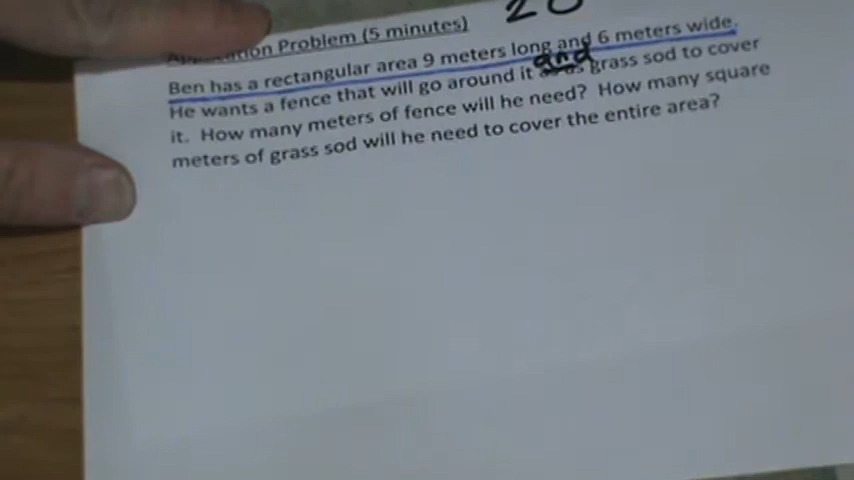 20
Problem (5 minutes)
Ben has a rectangular area 9 meters long and 6 meters wide.
He wants a fence that will go around it and grass sod to cover
it. How many meters of fence will he need? How many square
meters of grass sod will he need to cover the entire area?